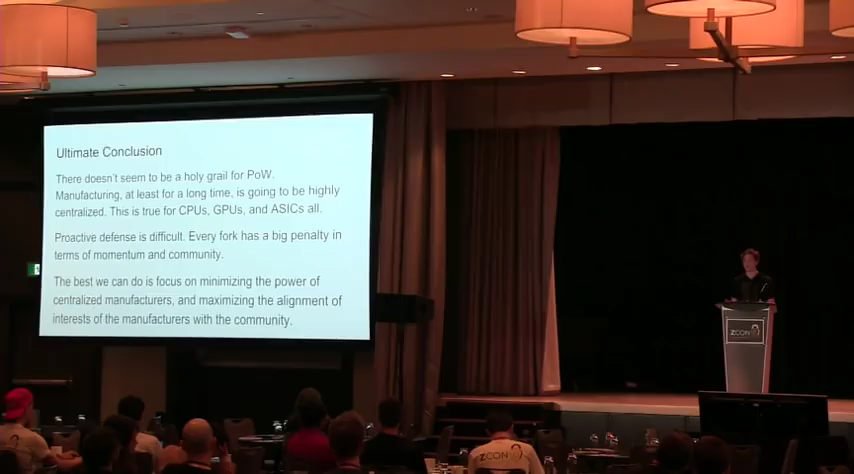 Ultimate Conclusion
There doesn't seem to be a holy grail for PoW.
Manufacturing, at least for a long time, is going to be highly
centralized. This is true for CPUs, GPUs, and ASICs all.
Proactive defense is difficult. Every fork has a big penalty in
terms of momentum and community.
The best we can do is focus on minimizing the power of
centralized manufacturers, and maximizing the alignment of
interests of the manufacturers with the community.
ZCON
ZCON